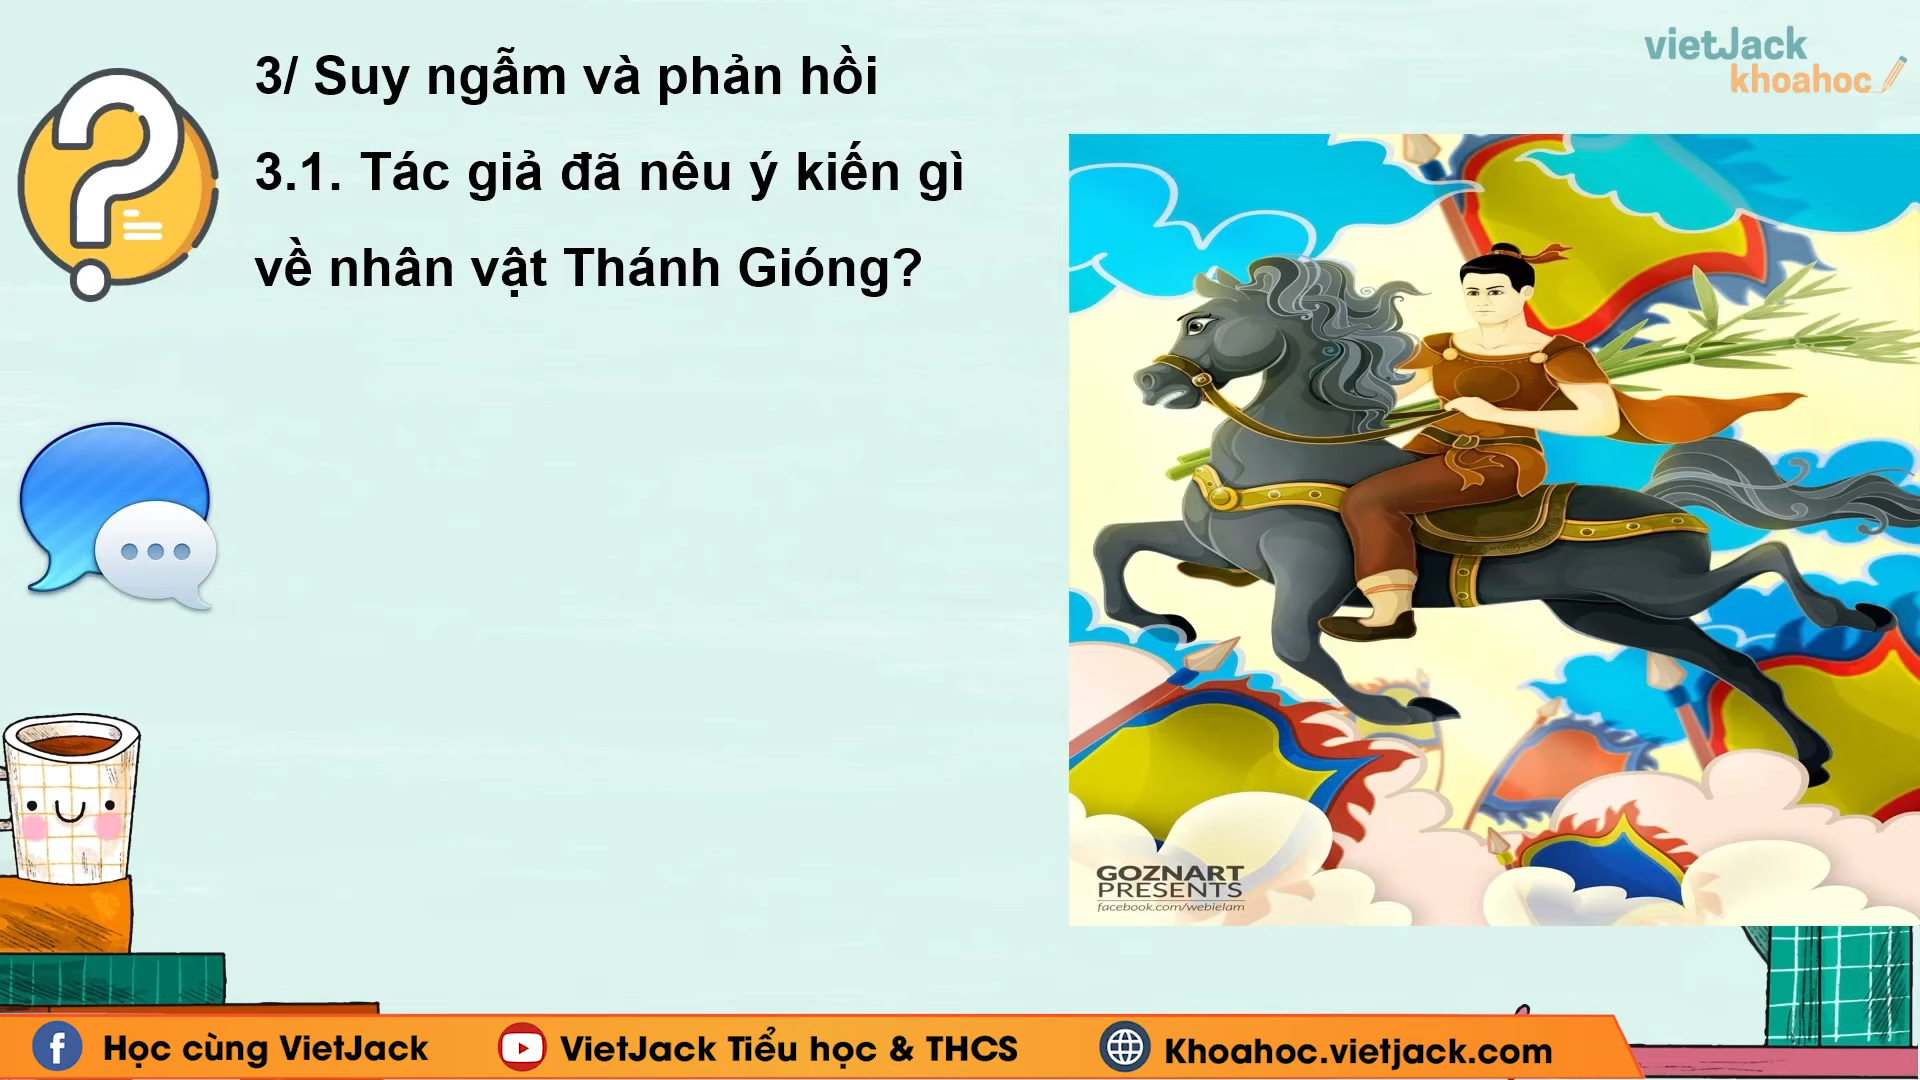 vietJack
khoahoc
3/ Suy ngẫm và phản hồi
3.1. Tác giả đã nêu ý kiến gì
về nhân vật Thánh Gióng?
GOZNART
PRESENTS
facebook.com/webielam
Học cùng VietJack
VietJack Tiểu học & THCS
Khoahoc.vietjack.com